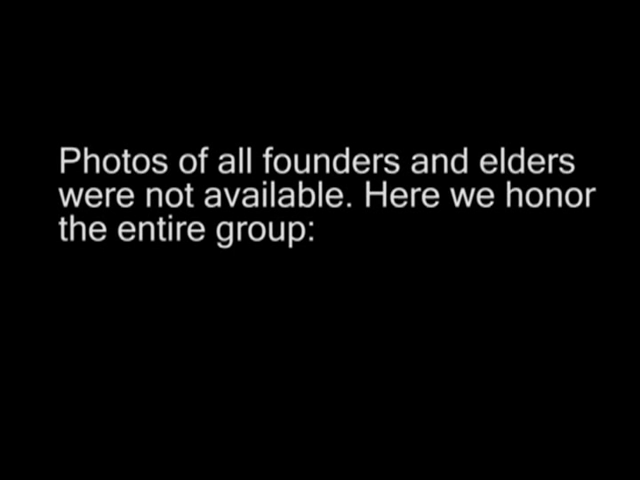 Photos of all founders and elders
were not available. Here we honor
the entire group: